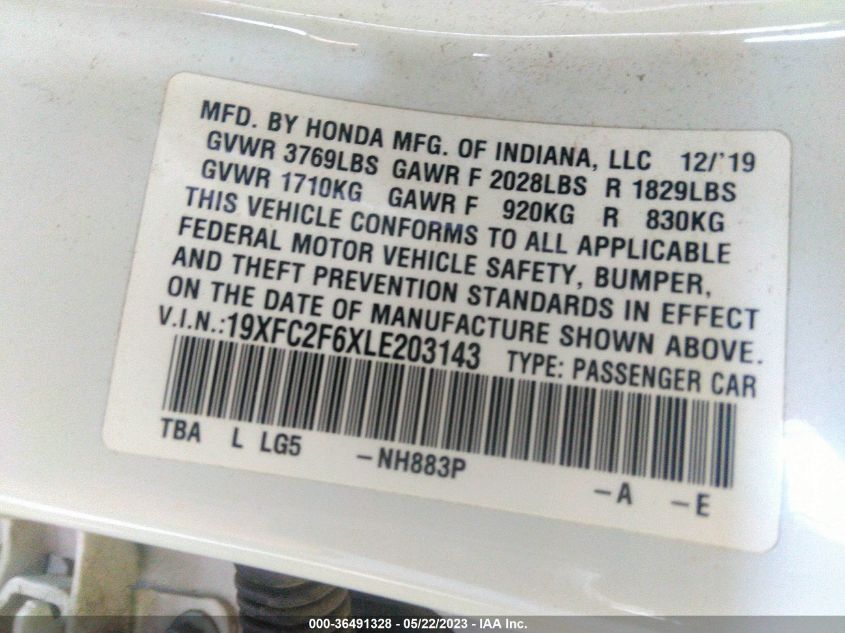 MFD. BY HONDA MFG. OF INDIANA, LLC 12/'19
GVWR 3769LBS GAWR F 2028LBS R 1829LBS
GVWR 1710KG GAWR F 920KG R 830KG
THIS VEHICLE CONFORMS TO ALL APPLICABLE
FEDERAL MOTOR VEHICLE SAFETY, BUMPER,
AND THEFT PREVENTION STANDARDS IN EFFECT
ON THE DATE OF MANUFACTURE SHOWN ABOVE.
V.I.N.:19XFC2F6XLE203143 TYPE: PASSENGER CAR
TBA L LG5 -NH883P -A -E
000-36491328 - 05/22/2023 - IAA Inc.